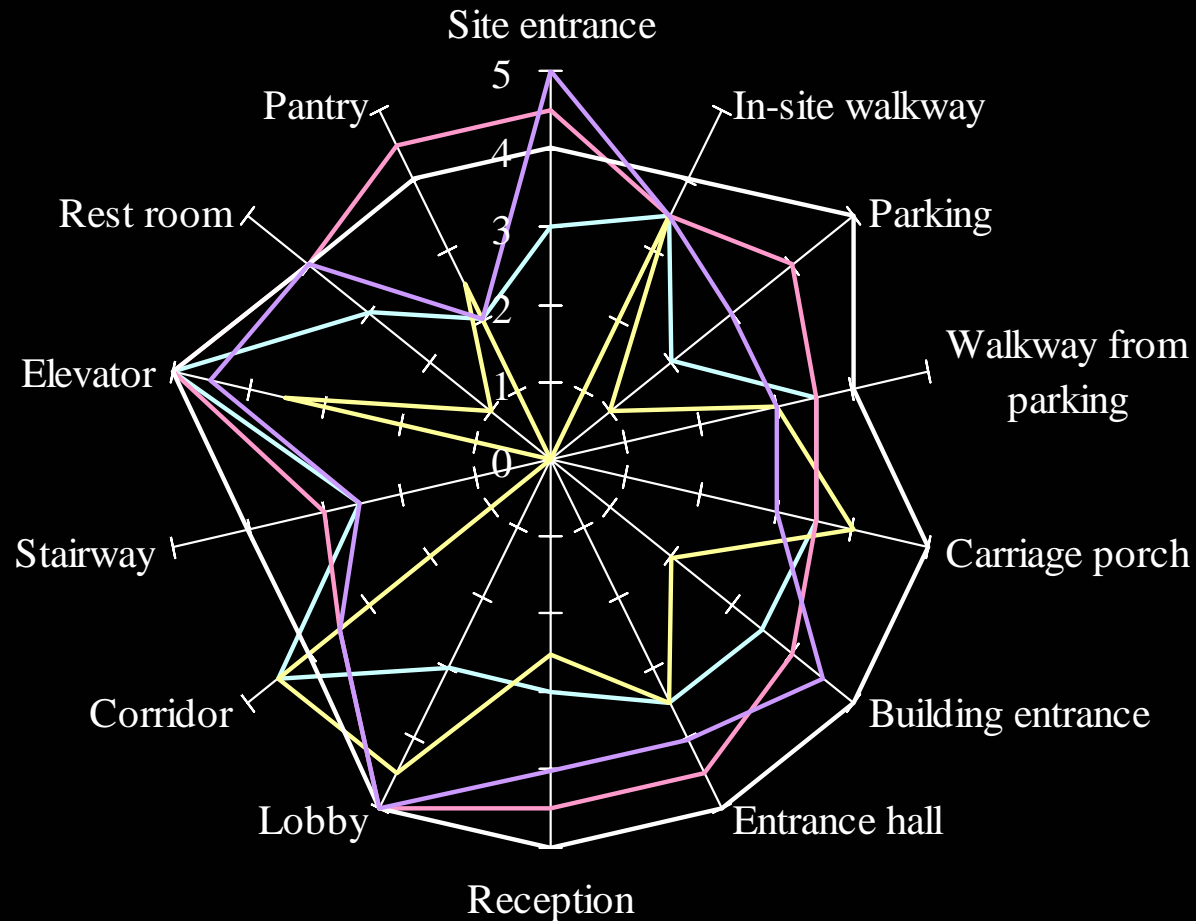 Site entrance
5
Pantry
In-site walkway
4
Rest room
3
Parking
2
Elevator
Walkway from
parking
1
0
Stairway
Carriage porch
Corridor
Building entrance
Lobby
Entrance hall
Reception